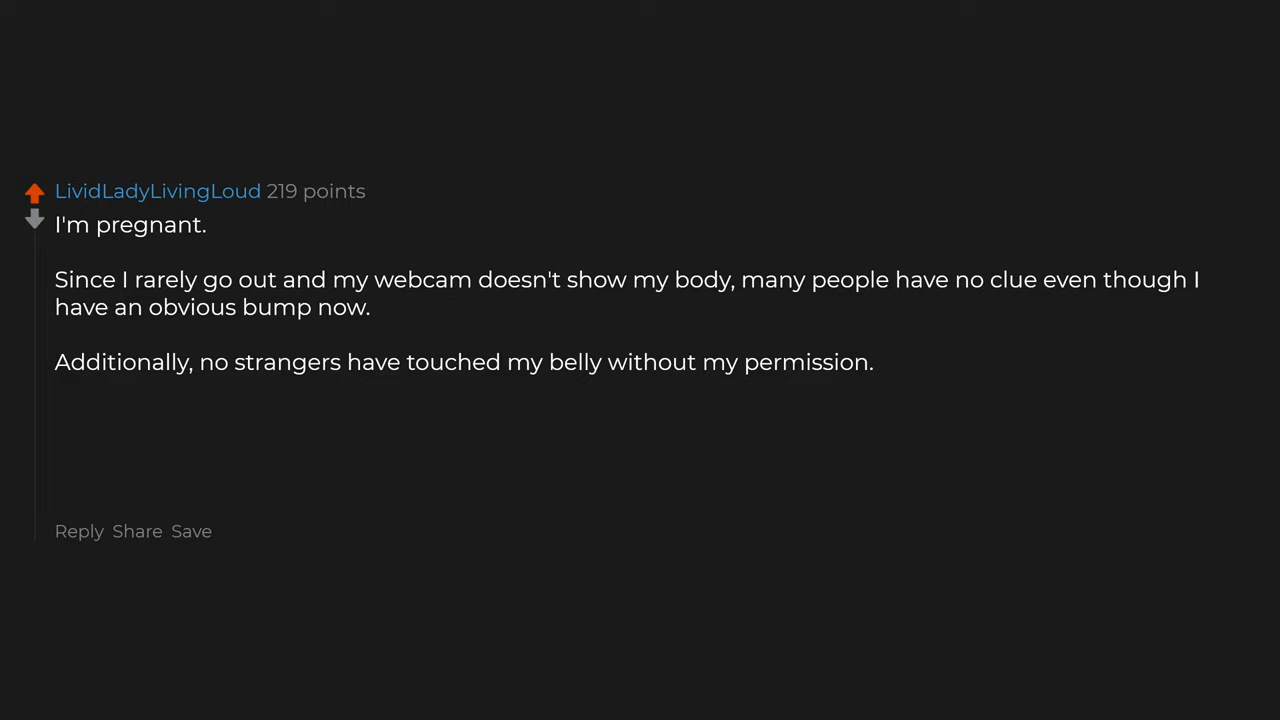 LividLadyLivingLoud 219 points
I'm pregnant.
Since I rarely go out and my webcam doesn't show my body, many people have no clue even though I
have an obvious bump now.
Additionally, no strangers have touched my belly without my permission.
Reply Share Save